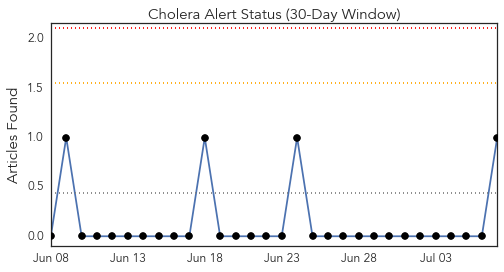 Cholera Alert Status (30-Day Window)
Articles Found
2.0
1.5
1.0
0.5
0.0
Jun 08
Jun 13
Jun 18
Jun 23
Jun 28
Jul 03